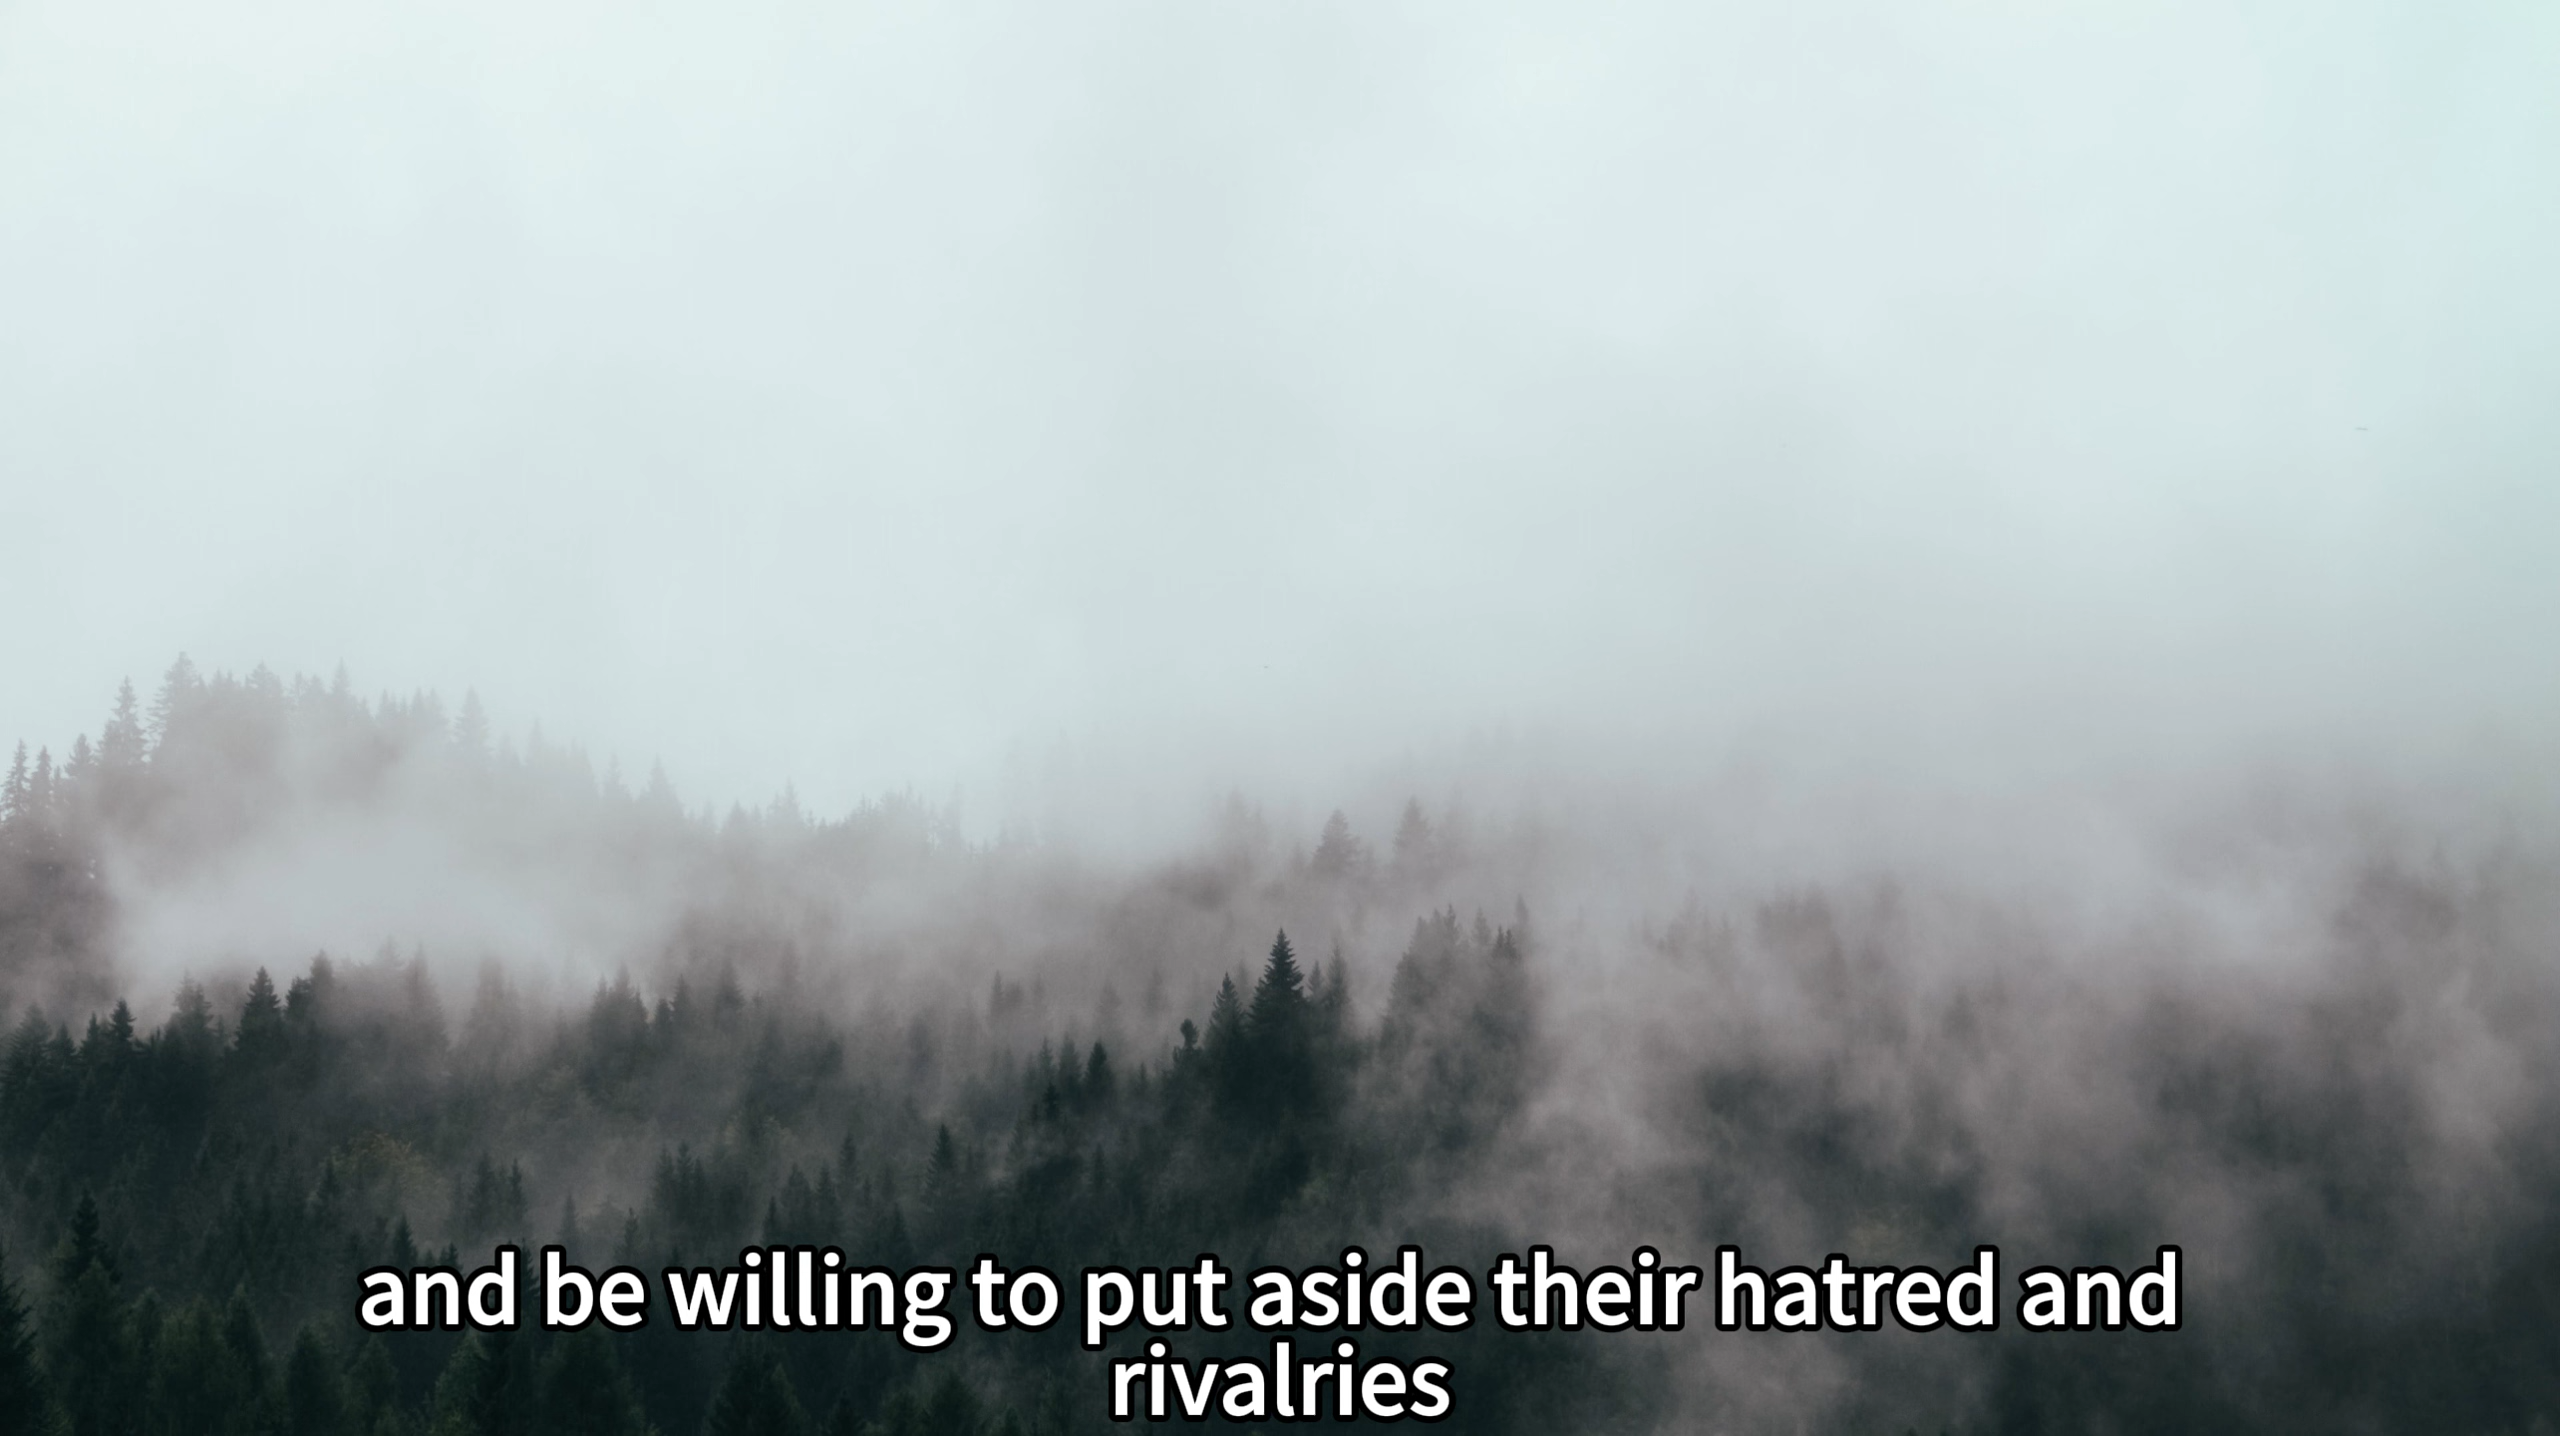 and be willing to put aside their hatred and
rivalries